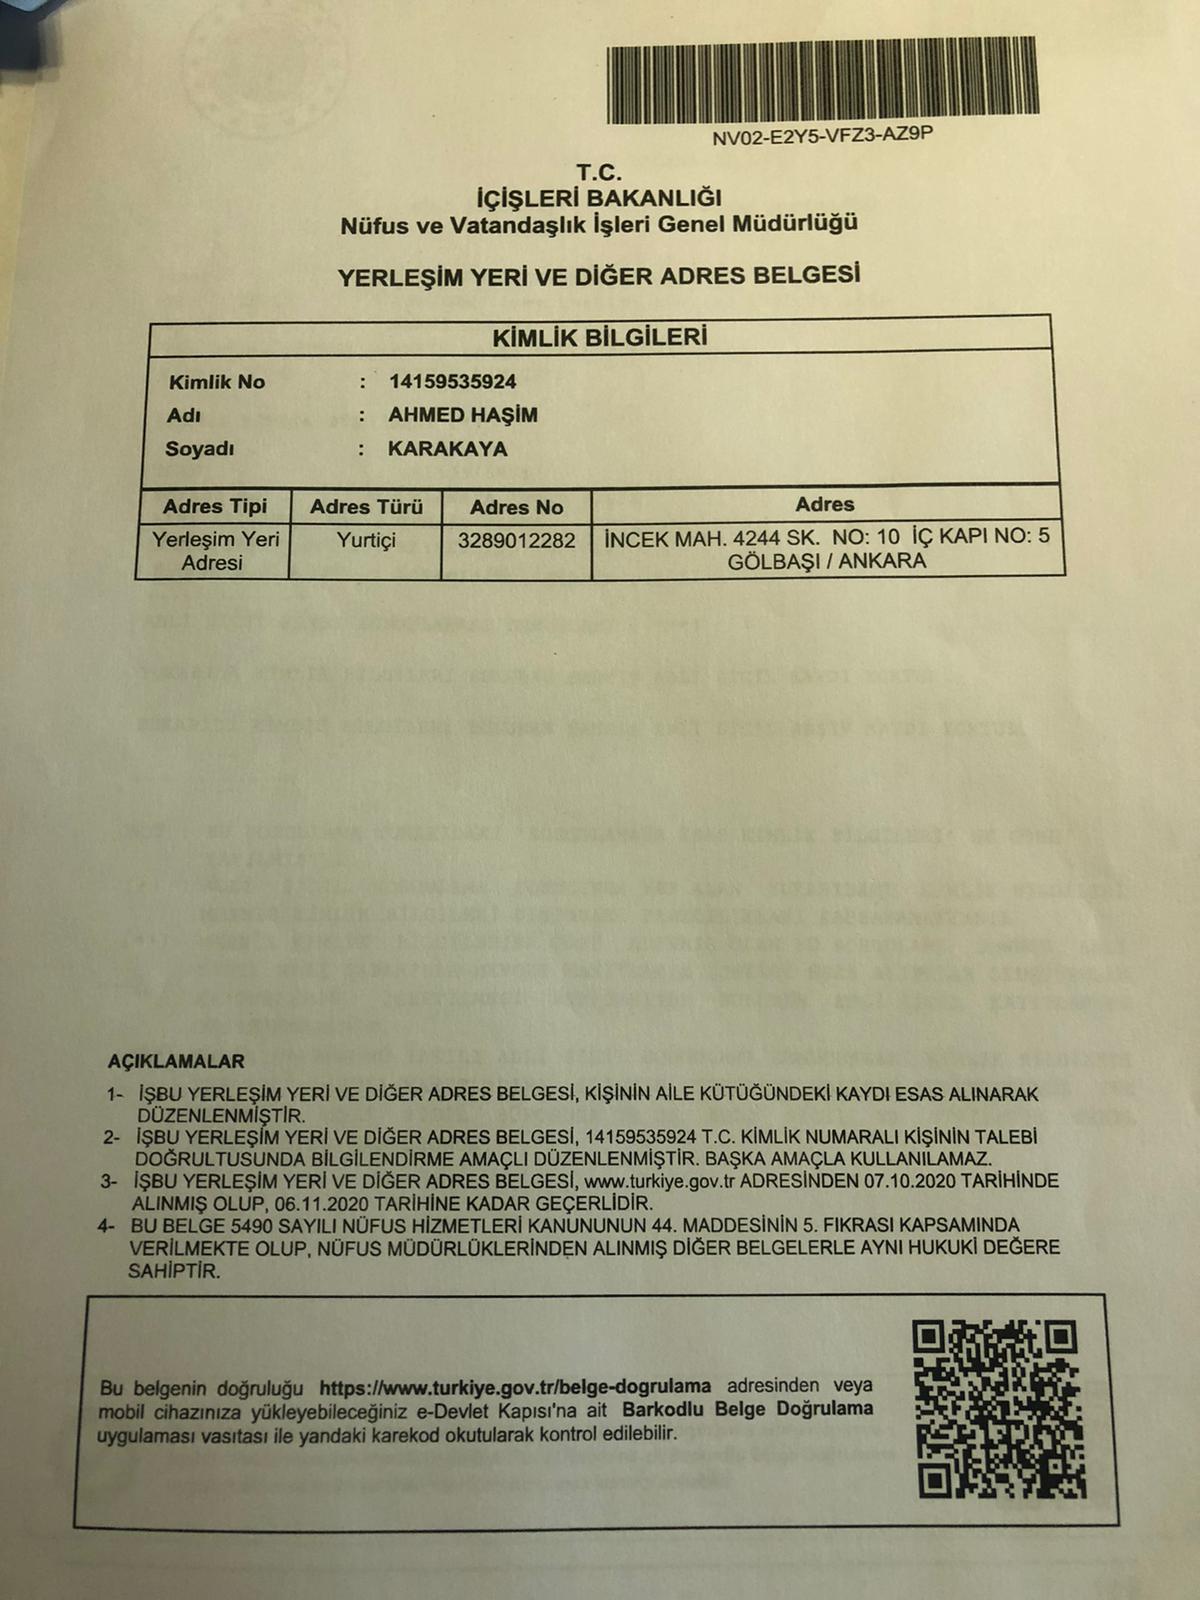 NV02-E2Y5-VFZ3-AZ9P
T.C.
İÇİŞLERİ BAKANLIĞI
Nüfus ve Vatandaşlık İşleri Genel Müdürlüğü
YERLEŞİM YERİ VE DİĞER ADRES BELGESİ
KİMLİK BİLGİLERİ
Kimlik No : 14159535924
Adı : AHMED HAŞİM
Soyadı : KARAKAYA
Adres Tipi Adres Türü Adres No Adres
Yerleşim Yeri Yurtiçi 3289012282 İNCEK MAH. 4244 SK. NO: 10 İÇ KAPI NO: 5
Adresi GÖLBAŞI / ANKARA
AÇIKLAMALAR
1- İŞBU YERLEŞİM YERİ VE DİĞER ADRES BELGESİ, KİŞİNİN AİLE KÜTÜĞÜNDEKİ KAYDI ESAS ALINARAK
DÜZENLENMİŞTİR.
2- İŞBU YERLEŞİM YERİ VE DİĞER ADRES BELGESİ, 14159535924 T.C. KİMLİK NUMARALI KİŞİNİN TALEBİ
DOĞRULTUSUNDA BİLGİLENDİRME AMAÇLI DÜZENLENMİŞTİR. BAŞKA AMAÇLA KULLANILAMAZ.
3- İŞBU YERLEŞİM YERİ VE DİĞER ADRES BELGESİ, www.turkiye.gov.tr ADRESİNDEN 07.10.2020 TARİHİNDE
ALINMIŞ OLUP, 06.11.2020 TARİHİNE KADAR GEÇERLİDİR.
4- BU BELGE 5490 SAYILI NÜFUS HİZMETLERİ KANUNUNUN 44. MADDESİNİN 5. FIKRASI KAPSAMINDA
VERİLMEKTE OLUP, NÜFUS MÜDÜRLÜKLERİNDEN ALINMIŞ DİĞER BELGELERLE AYNI HUKUKİ DEĞERE
SAHİPTİR.
Bu belgenin doğruluğu https://www.turkiye.gov.tr/belge-dogrulama adresinden veya
mobil cihazınıza yükleyebileceğiniz e-Devlet Kapısı'na ait Barkodlu Belge Doğrulama
uygulaması vasıtası ile yandaki karekod okutularak kontrol edilebilir.